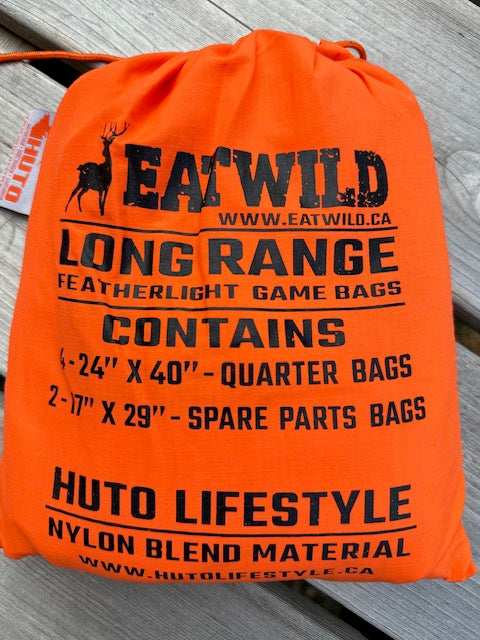 EATWILD
WWW.EATWILD.CA
LONG RANGE
FEATHERLIGHT GAME BAGS
CONTAINS
4-24" X 40"-QUARTER BAGS
2-17" X 29"-SPARE PARTS BAGS
HUTO LIFESTYLE
NYLON BLEND MATERIAL
WWW.HUTOLIFESTYLE.CA
HUTO